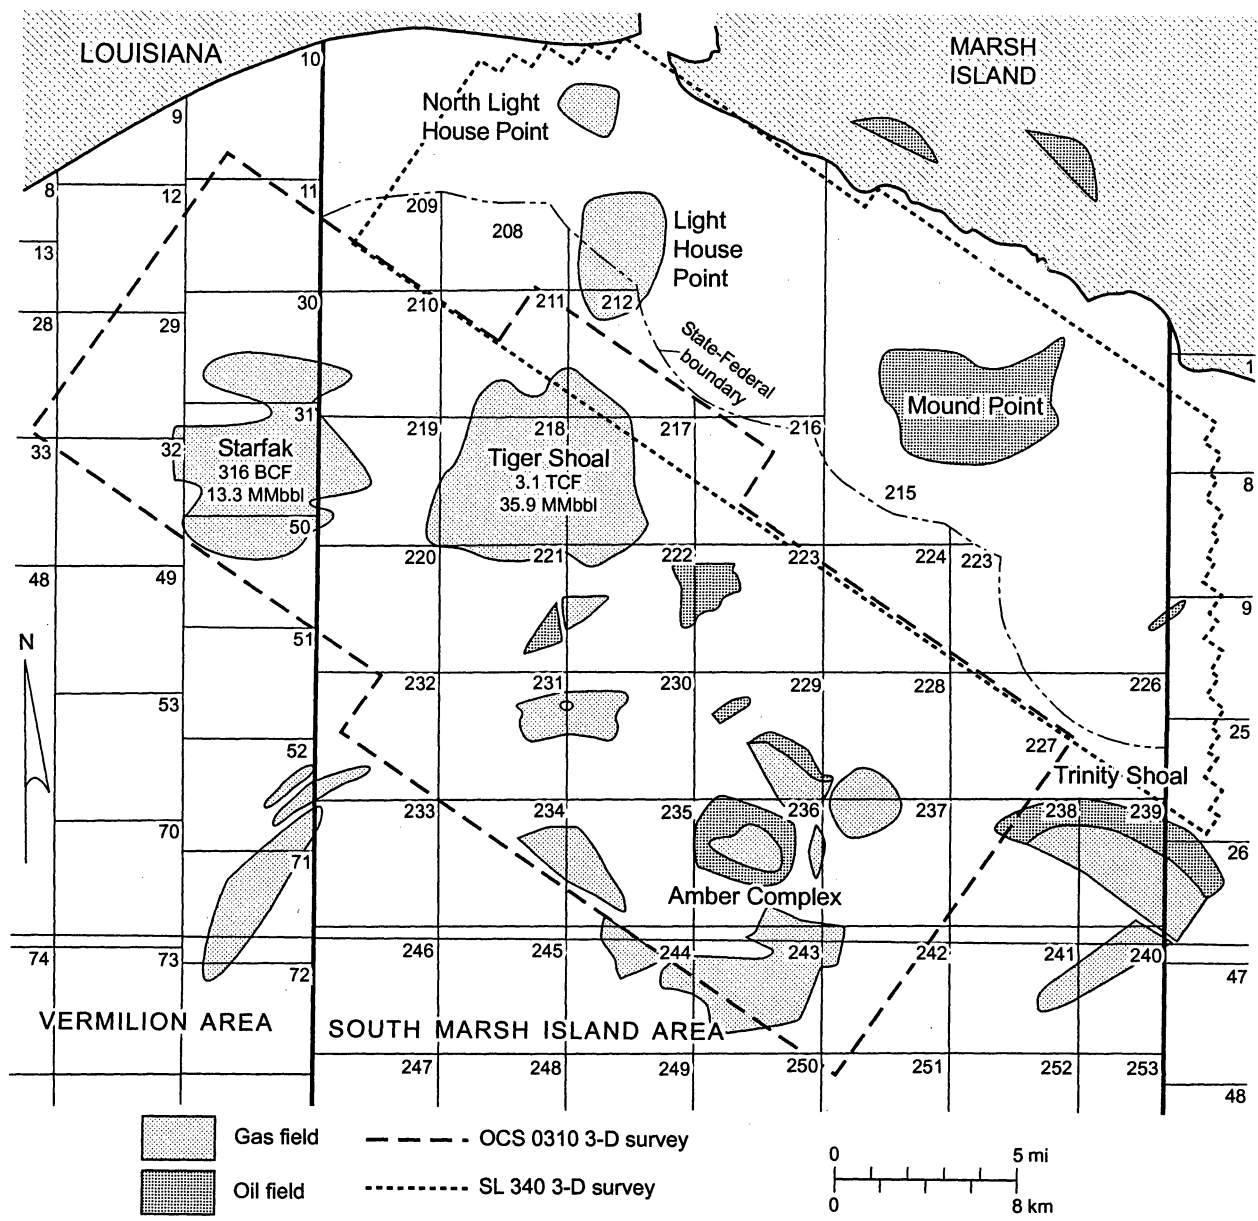 LOUISIANA
10
MARSH
ISLAND
North Light
House Point
9
8
12
11
209
208
Light
House
Point
13
30
210
211
212
28
29
State-Federal
boundary
1
31
219
218
217
216
Mound Point
33
32
Starfak
316 BCF
13.3 MMbbl
Tiger Shoal
3.1 TCF
35.9 MMbbl
8
215
50
220
221
222
223
224
223
48
49
9
N
51
232
231
230
229
228
226
53
25
52
227
Trinity Shoal
70
233
234
235
236
237
238
239
71
26
Amber Complex
74
73
72
246
245
244
243
242
241
240
47
VERMILION AREA
SOUTH MARSH ISLAND AREA
247
248
249
250
251
252
253
48
Gas field
OCS 0310 3-D survey
0
5 mi
Oil field
SL 340 3-D survey
0
8 km